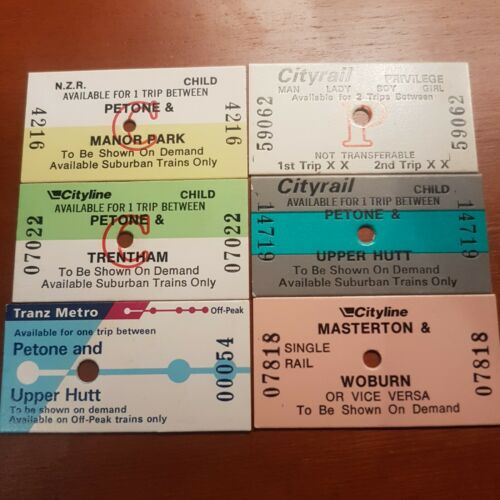 N.Z.R. CHILD
AVAILABLE FOR 1 TRIP BETWEEN
PETONE &
C
MANOR PARK
To Be Shown On Demand
Available Suburban Trains Only
4216
4216
Cityrail PRIVILEGE
MAN LADY BOY GIRL
Available for 2 Trips Between
P
NOT TRANSFERABLE
1st Trip X X 2nd Trip X X
59062
59062
Cityline CHILD
AVAILABLE FOR 1 TRIP BETWEEN
PETONE &
C
TRENTHAM
To Be Shown On Demand
Available Suburban Trains Only
07022
07022
Cityrail CHILD
AVAILABLE FOR 1 TRIP BETWEEN
PETONE &
UPPER HUTT
To Be Shown On Demand
Available Suburban Trains Only
14719
14719
Tranz Metro Off-Peak
Available for one trip between
Petone and
Upper Hutt
To be shown on demand
Available on Off-Peak trains only
00054
Cityline
MASTERTON &
SINGLE
RAIL
WOBURN
OR VICE VERSA
To Be Shown On Demand
07818
07818